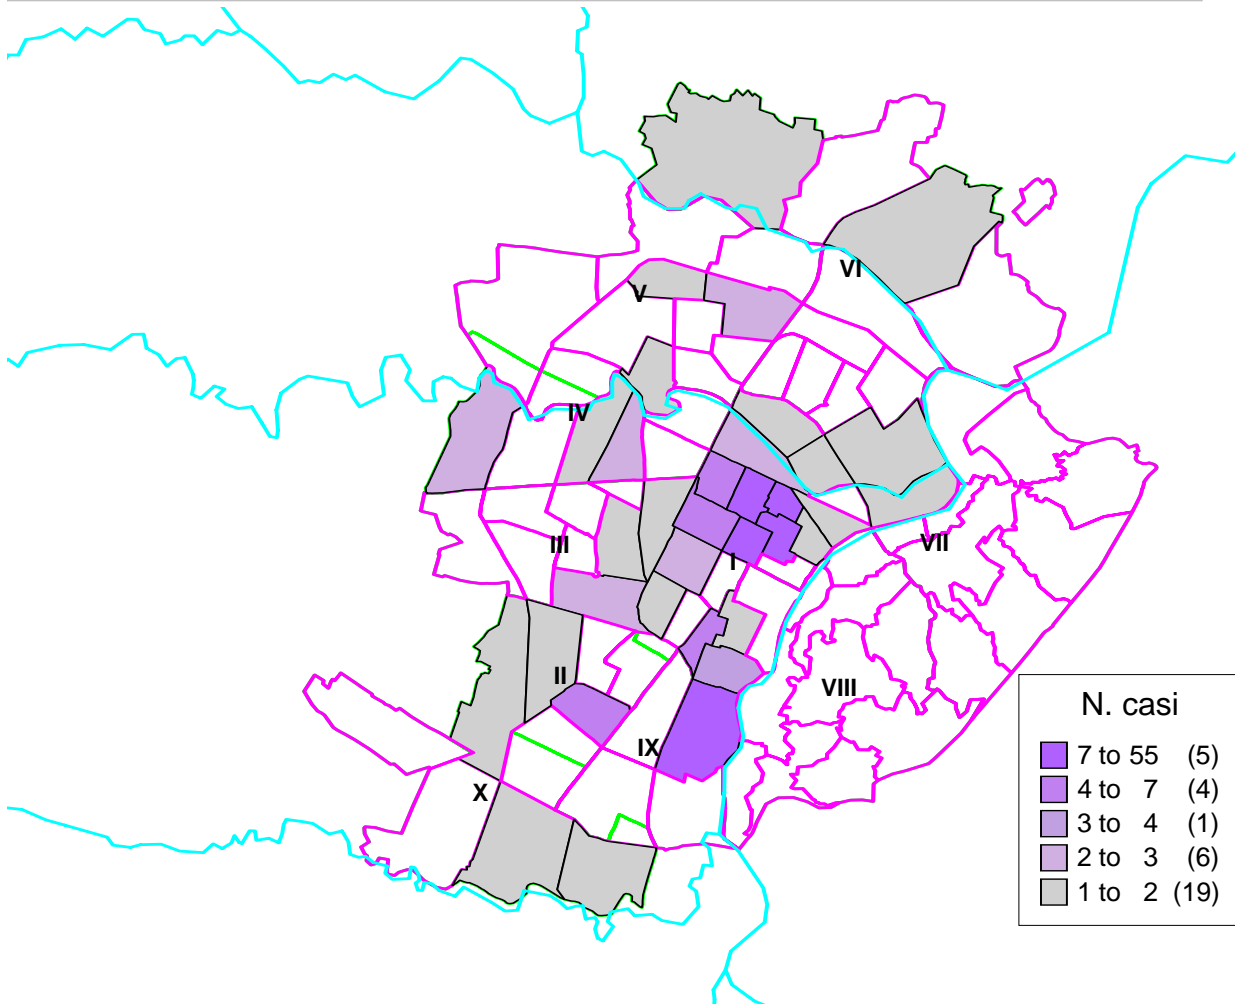 VI
V
IV
III
I
VII
II
VIII
IX
X
N. casi
7 to 55 (5)
4 to 7 (4)
3 to 4 (1)
2 to 3 (6)
1 to 2 (19)